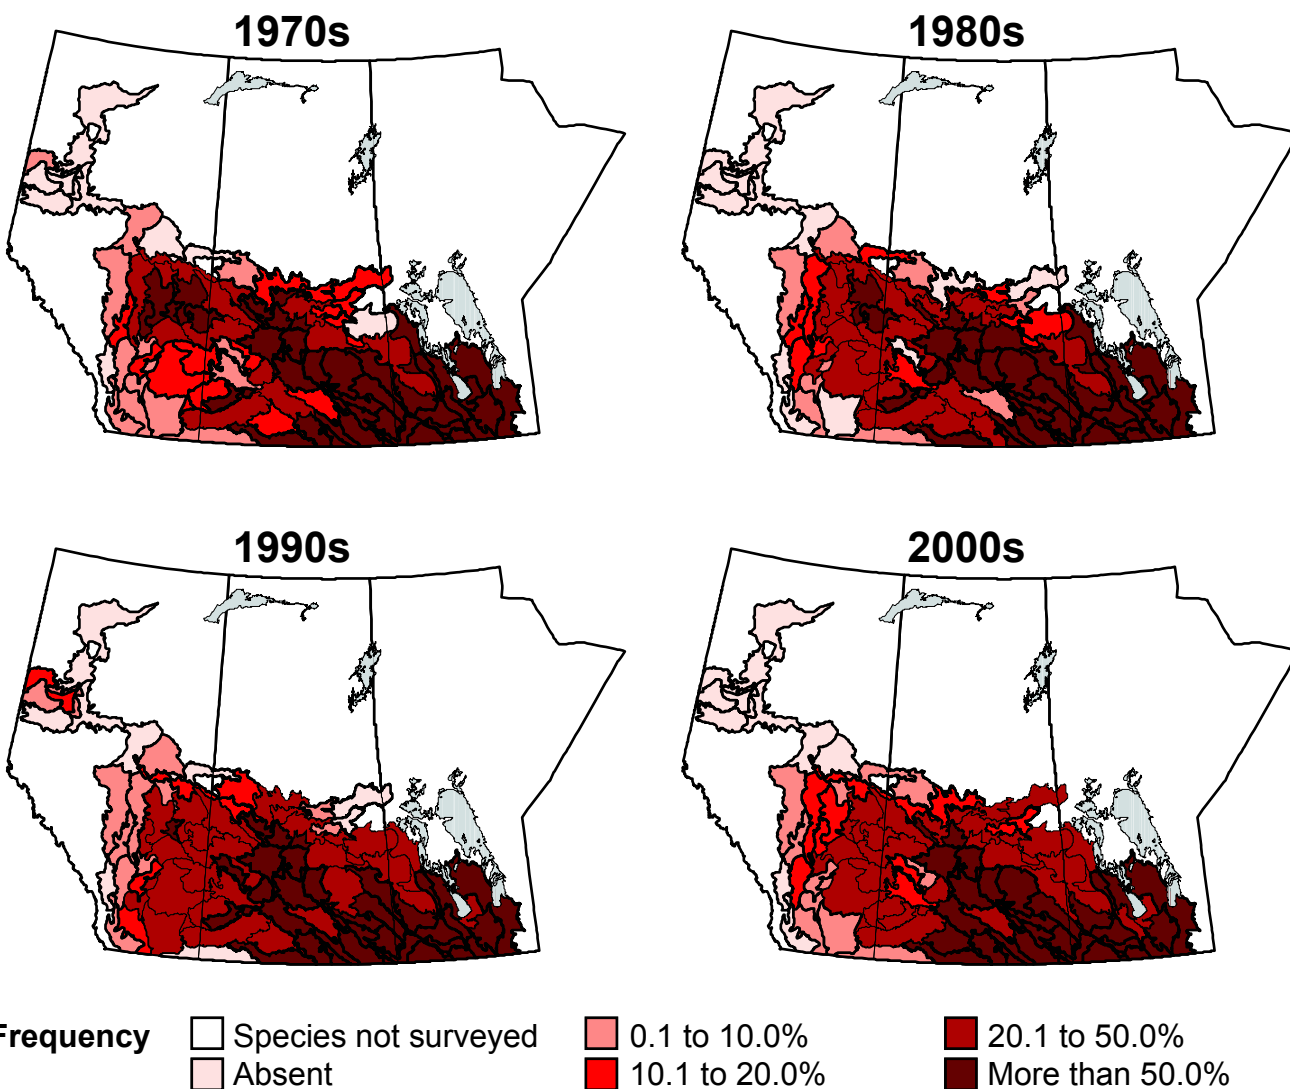 1970s 1980s
1990s 2000s
Frequency Species not surveyed 0.1 to 10.0% 20.1 to 50.0%
Absent 10.1 to 20.0% More than 50.0%